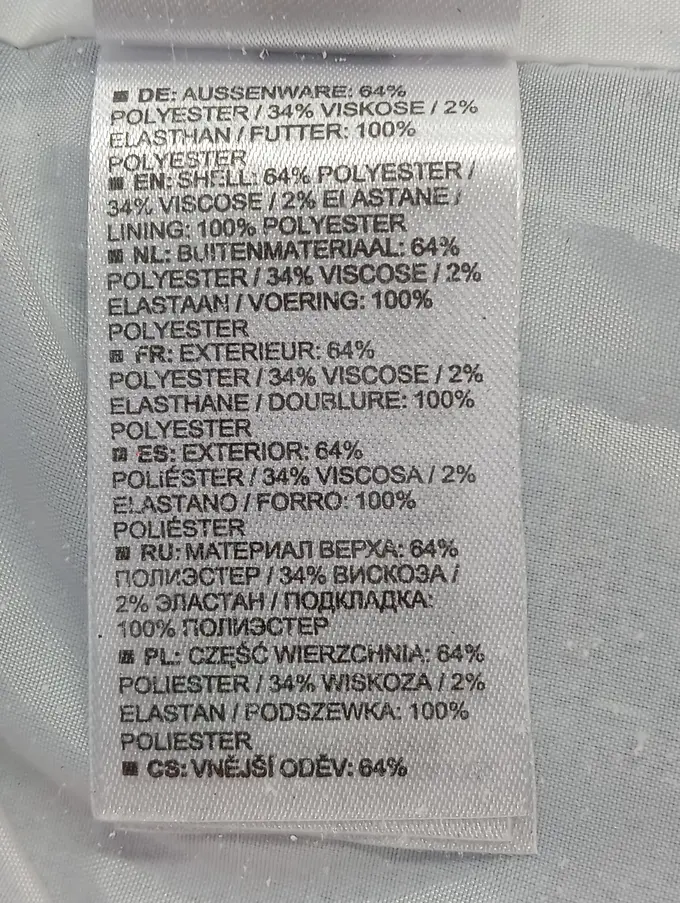 DE: AUSSENWARE: 64%
POLYESTER / 34% VISKOSE / 2%
ELASTHAN / FUTTER: 100%
POLYESTER
EN: SHELL: 64% POLYESTER /
34% VISCOSE / 2% ELASTANE /
LINING: 100% POLYESTER
NL: BUITENMATERIAAL: 64%
POLYESTER / 34% VISCOSE / 2%
ELASTAAN / VOERING: 100%
POLYESTER
FR: EXTERIEUR: 64%
POLYESTER / 34% VISCOSE / 2%
ELASTHANE / DOUBLURE: 100%
POLYESTER
ES: EXTERIOR: 64%
POLIÉSTER / 34% VISCOSA / 2%
ELASTANO / FORRO: 100%
POLIÉSTER
RU: МАТЕРИАЛ ВЕРХА: 64%
ПОЛИЭСТЕР / 34% ВИСКОЗА /
2% ЭЛАСТАН / ПОДКЛАДКА:
100% ПОЛИЭСТЕР
PL: CZĘŚĆ WIERZCHNIA: 64%
POLIESTER / 34% WISKOZA / 2%
ELASTAN / PODSZEWKA: 100%
POLIESTER
CS: VNĚJŠÍ ODĚV: 64%